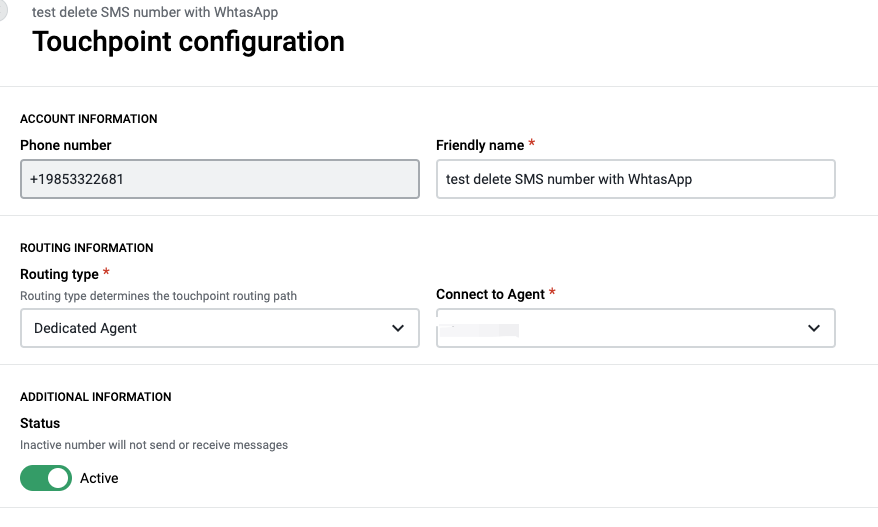 test delete SMS number with WhtasApp
Touchpoint configuration
ACCOUNT INFORMATION
Phone number
Friendly name *
+19853322681
test delete SMS number with WhtasApp
ROUTING INFORMATION
Routing type *
Routing type determines the touchpoint routing path
Connect to Agent *
Dedicated Agent
ADDITIONAL INFORMATION
Status
Inactive number will not send or receive messages
Active